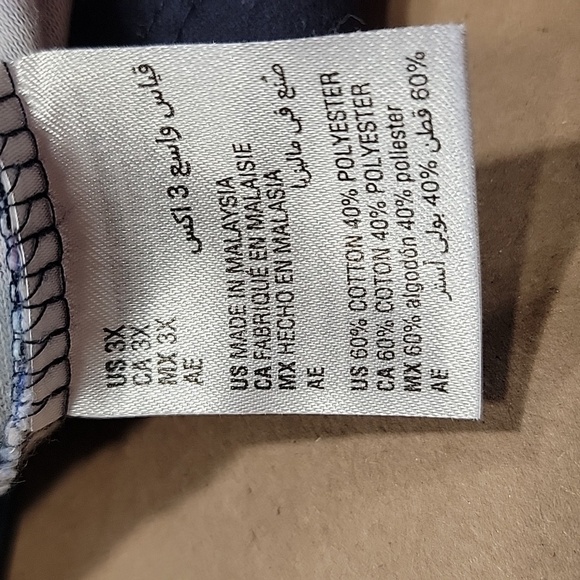 US 3X
CA 3X
MX 3X
AE قياس واسع 3 اكس
US MADE IN MALAYSIA
CA FABRIQUÉ EN MALAISIE
MX HECHO EN MALASIA
AE صنع في ماليزيا
US 60% COTTON 40% POLYESTER
CA 60% COTON 40% POLYESTER
MX 60% algodón 40% poliester
AE 60% قطن 40% بولي أستر